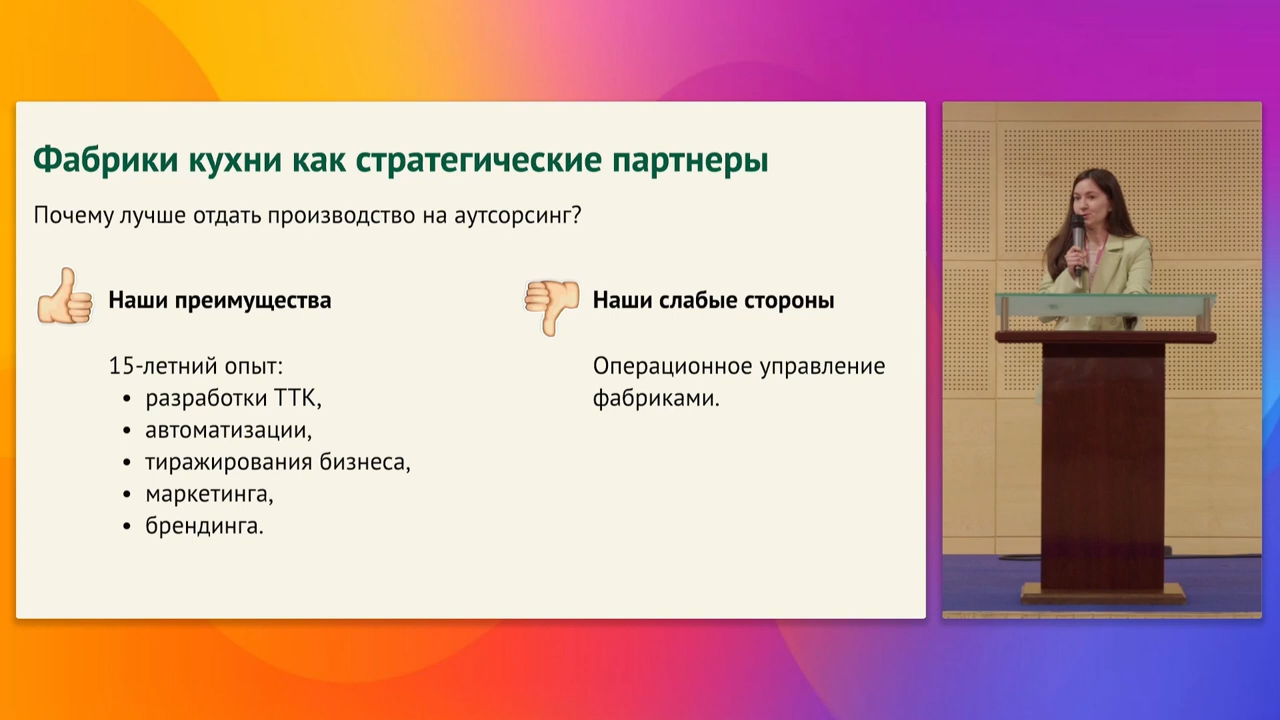 Фабрики кухни как стратегические партнеры
Почему лучше отдать производство на аутсорсинг?
Наши преимущества
15-летний опыт:
• разработки ТТК,
• автоматизации,
• тиражирования бизнеса,
• маркетинга,
• брендинга.
Наши слабые стороны
Операционное управление
фабриками.